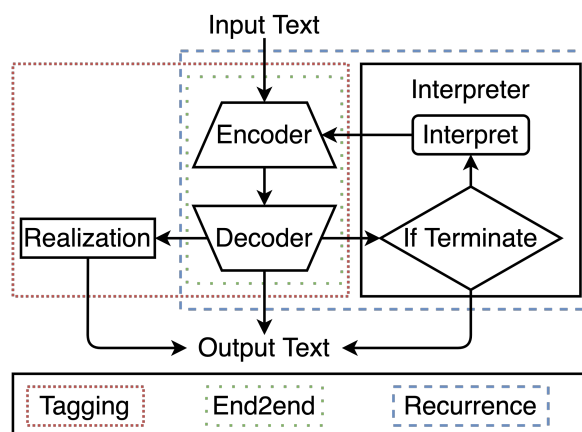 Input Text
Interpreter
Encoder
Interpret
Realization
Decoder
If Terminate
Output Text
Tagging
End2end
Recurrence